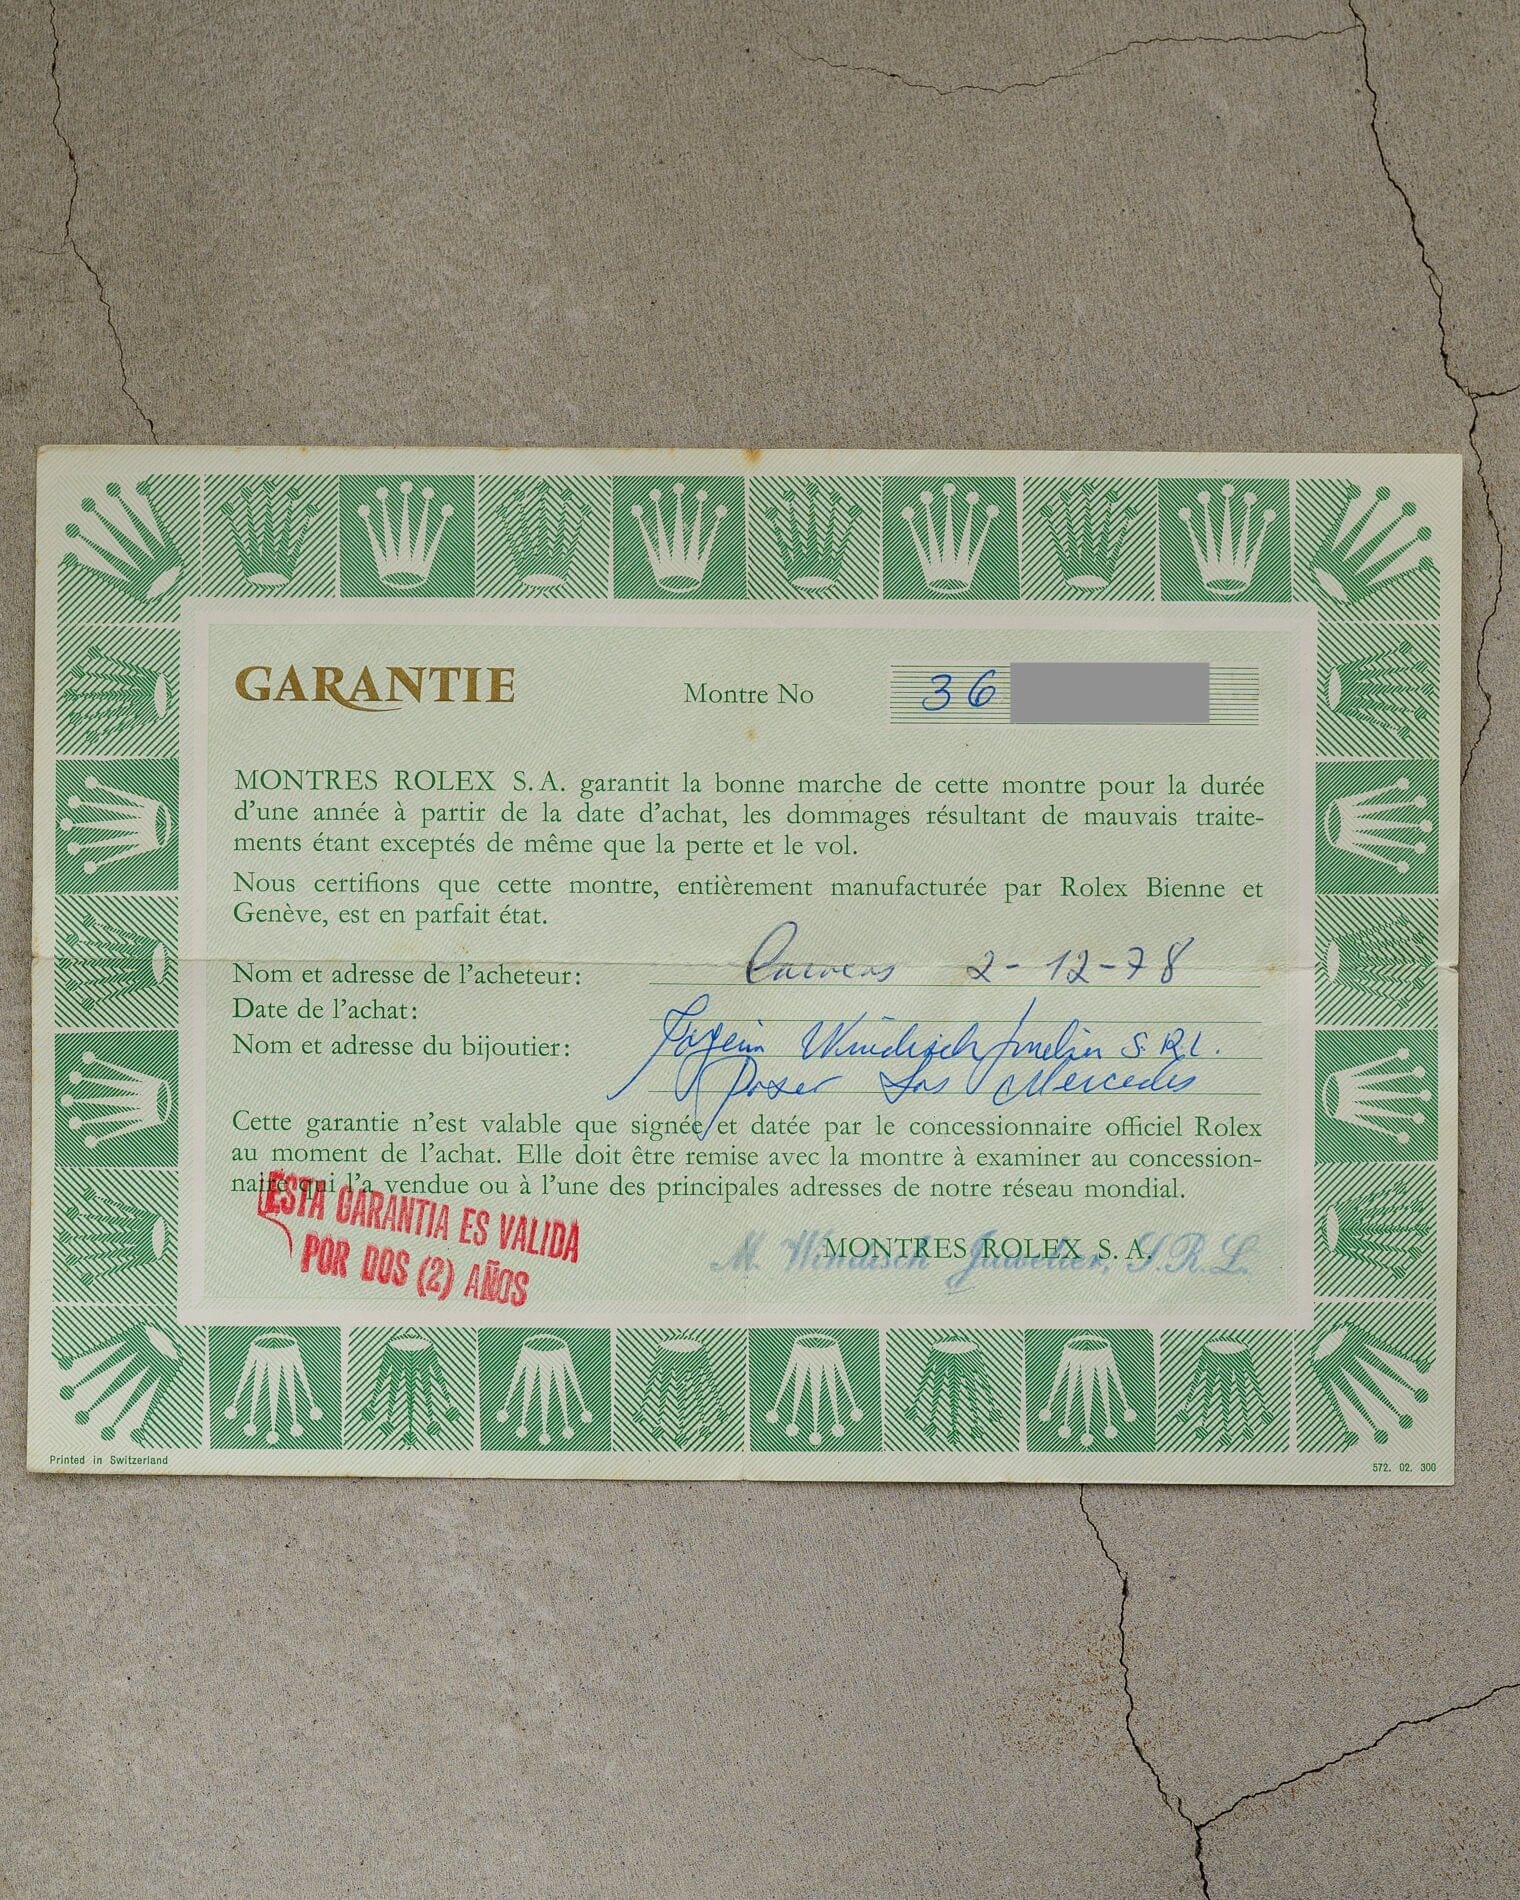 GARANTIE
Montre No 36
MONTRES ROLEX S.A. garantit la bonne marche de cette montre pour la durée
d'une année à partir de la date d'achat, les dommages résultant de mauvais traite-
ments étant exceptés de même que la perte et le vol.
Nous certifions que cette montre, entièrement manufacturée par Rolex Bienne et
Genève, est en parfait état.
Nom et adresse de l'acheteur: 2-12-78
Date de l'achat:
Nom et adresse du bijoutier: Windisch S.R.L.
Las Mercedes
Cette garantie n'est valable que signée et datée par le concessionnaire officiel Rolex
au moment de l'achat. Elle doit être remise avec la montre à examiner au concession-
naire qui l'a vendue ou à l'une des principales adresses de notre réseau mondial.
ESTA GARANTIA ES VALIDA
POR DOS (2) AÑOS
MONTRES ROLEX S.A.
M. Windisch Juwelier, S.R.L.
Printed in Switzerland
572. 02. 300